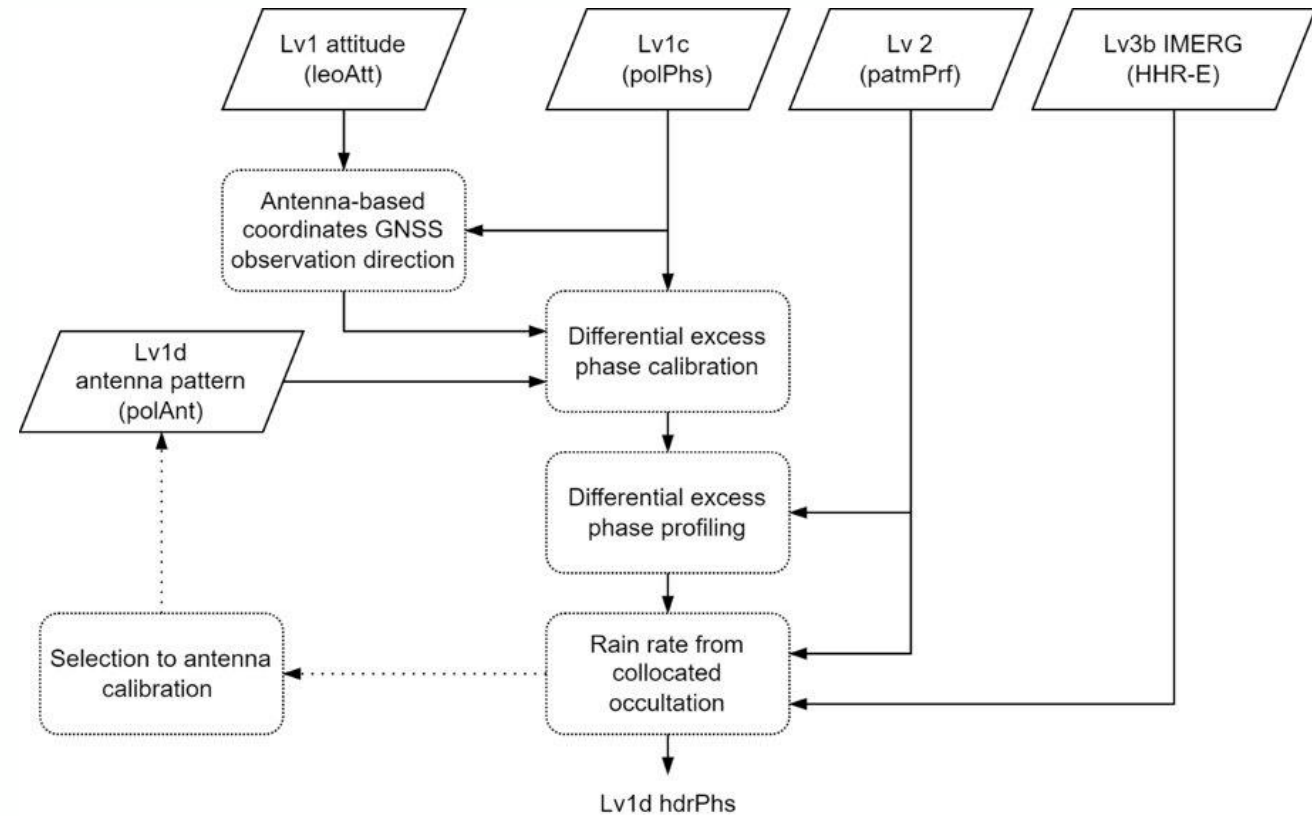 Lv1 attitude
(leoAtt)
Lv1c
(polPhs)
Lv 2
(patmPrf)
Lv3b IMERG
(HHR-E)
Antenna-based
coordinates GNSS
observation direction
Differential excess
phase calibration
Lv1d
antenna pattern
(polAnt)
Differential excess
phase profiling
Selection to antenna
calibration
Rain rate from
collocated
occultation
Lv1d hdrPhs